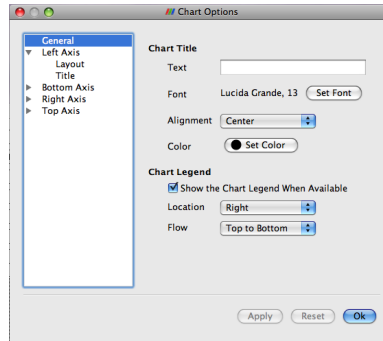 Chart Options
General
Left Axis
Layout
Title
Bottom Axis
Right Axis
Top Axis
Chart Title
Text
Font Lucida Grande, 13 Set Font
Alignment Center
Color Set Color
Chart Legend
Show the Chart Legend When Available
Location Right
Flow Top to Bottom
Apply Reset Ok